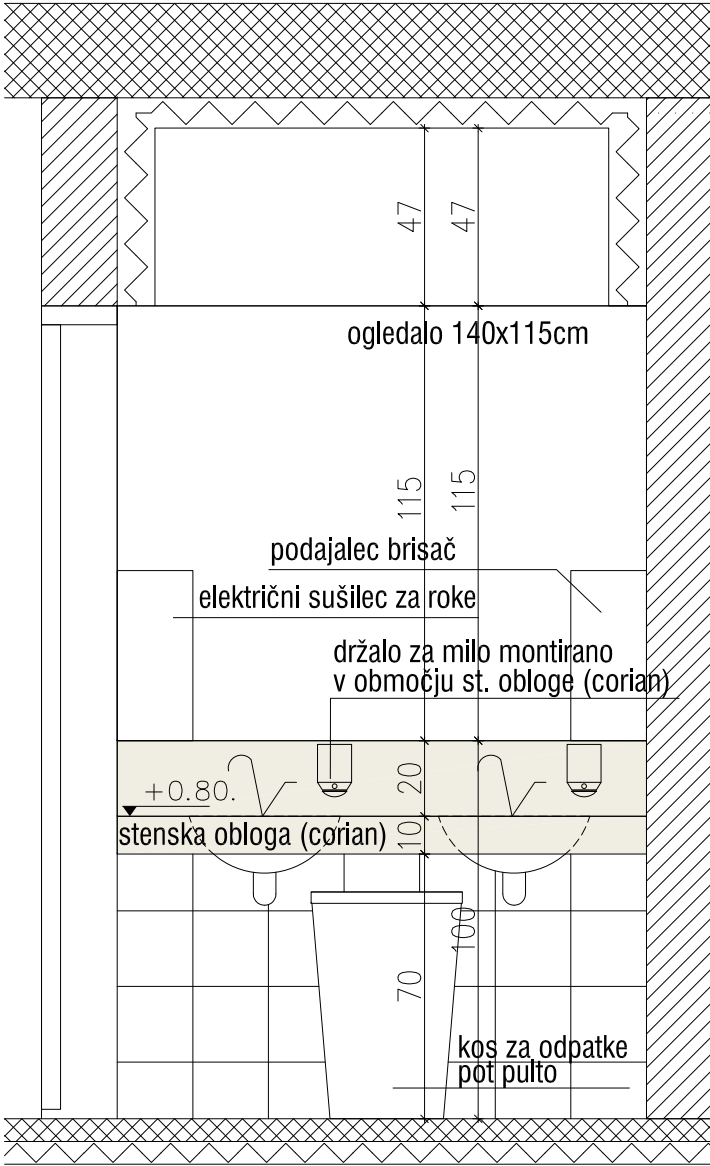 47
47
ogledalo 140x115cm
115
115
podajalec brisač
električni sušilec za roke
držalo za milo montirano
v območju st. obloge (corian)
+0.80.
20
stenska obloga (corian)
10
100
70
kos za odpatke
pot pulto